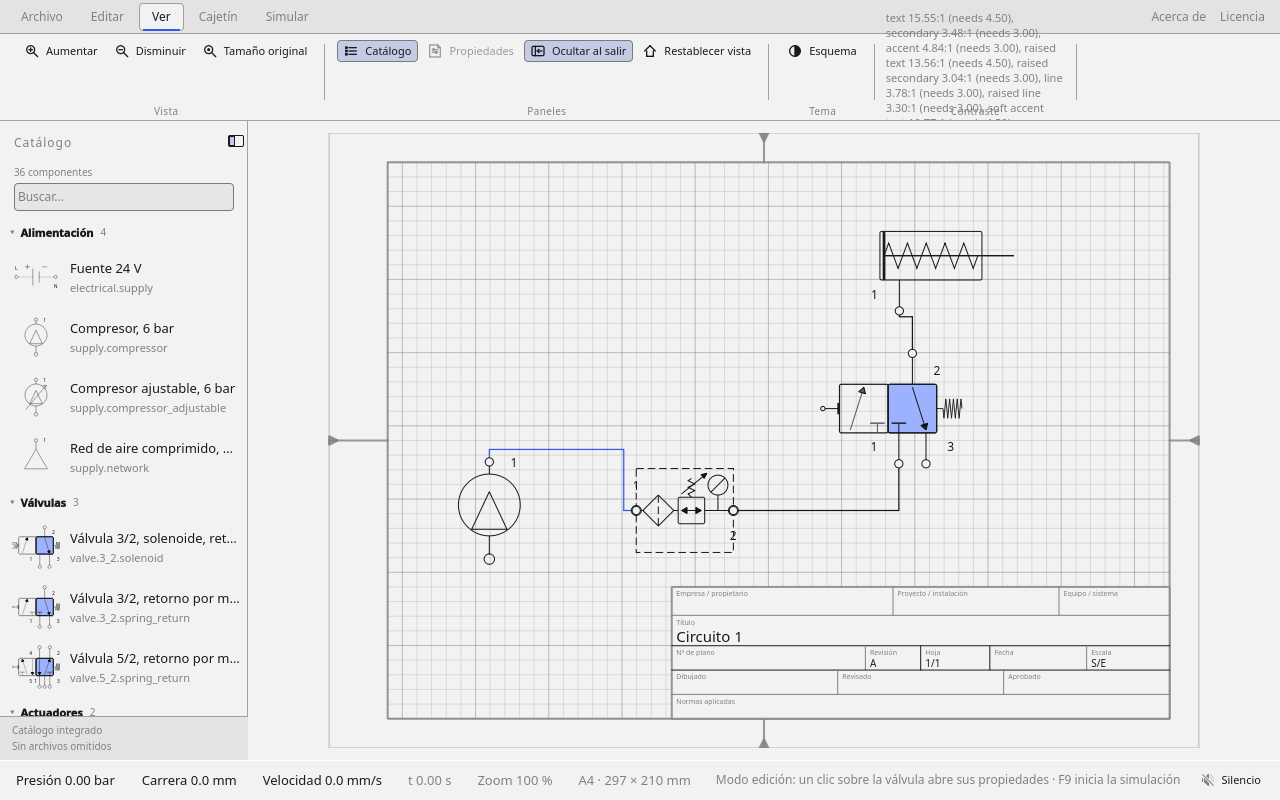 Archivo Editar Ver Cajetín Simular Acerca de Licencia
Aumentar Disminuir Tamaño original Catálogo Propiedades Ocultar al salir Restablecer vista Esquema
text 15.55:1 (needs 4.50),
secondary 3.48:1 (needs 3.00),
accent 4.84:1 (needs 3.00), raised
text 13.56:1 (needs 4.50), raised
secondary 3.04:1 (needs 3.00), line
3.78:1 (needs 3.00), raised line
3.30:1 (needs 3.00), soft accent
Vista Paneles Tema Contraste
Catálogo
36 componentes
Buscar...
Alimentación 4
Fuente 24 V
electrical.supply
Compresor, 6 bar
supply.compressor
Compresor ajustable, 6 bar
supply.compressor_adjustable
Red de aire comprimido, ...
supply.network
Válvulas 3
Válvula 3/2, solenoide, ret...
valve.3_2.solenoid
Válvula 3/2, retorno por m...
valve.3_2.spring_return
Válvula 5/2, retorno por m...
valve.5_2.spring_return
Actuadores 2
Catálogo integrado
Sin archivos omitidos
1
2
1 3
1
1
2
Empresa / propietario Proyecto / instalación Equipo / sistema
Título
Circuito 1
Nº de plano Revisión Hoja Fecha Escala
A 1/1 S/E
Dibujado Revisado Aprobado
Normas aplicadas
Presión 0.00 bar Carrera 0.0 mm Velocidad 0.0 mm/s t 0.00 s Zoom 100 % A4 · 297 × 210 mm Modo edición: un clic sobre la válvula abre sus propiedades · F9 inicia la simulación Silencio